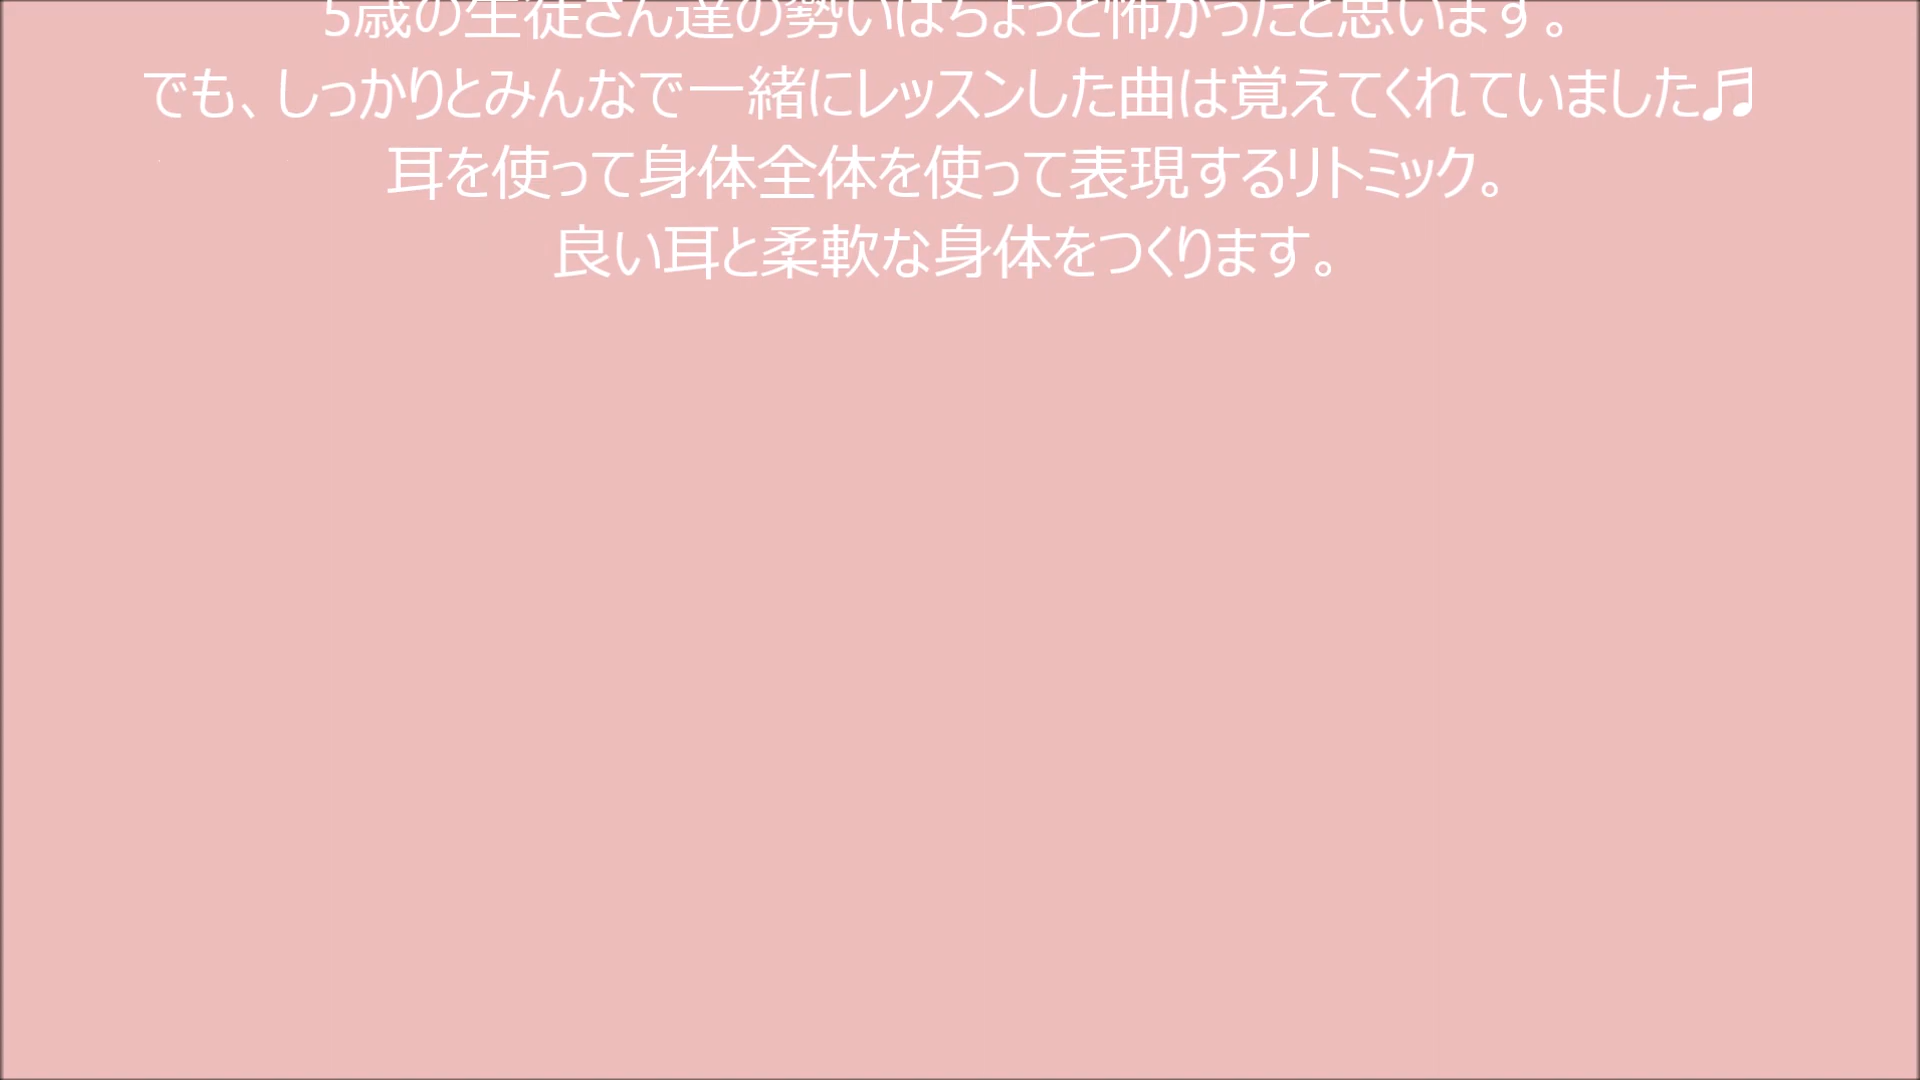 5歳の生徒さん達の勢いはちょっと怖かったと思います。
でも、しっかりとみんなで一緒にレッスンした曲は覚えてくれていました♬
耳を使って身体全体を使って表現するリトミック。
良い耳と柔軟な身体をつくります。